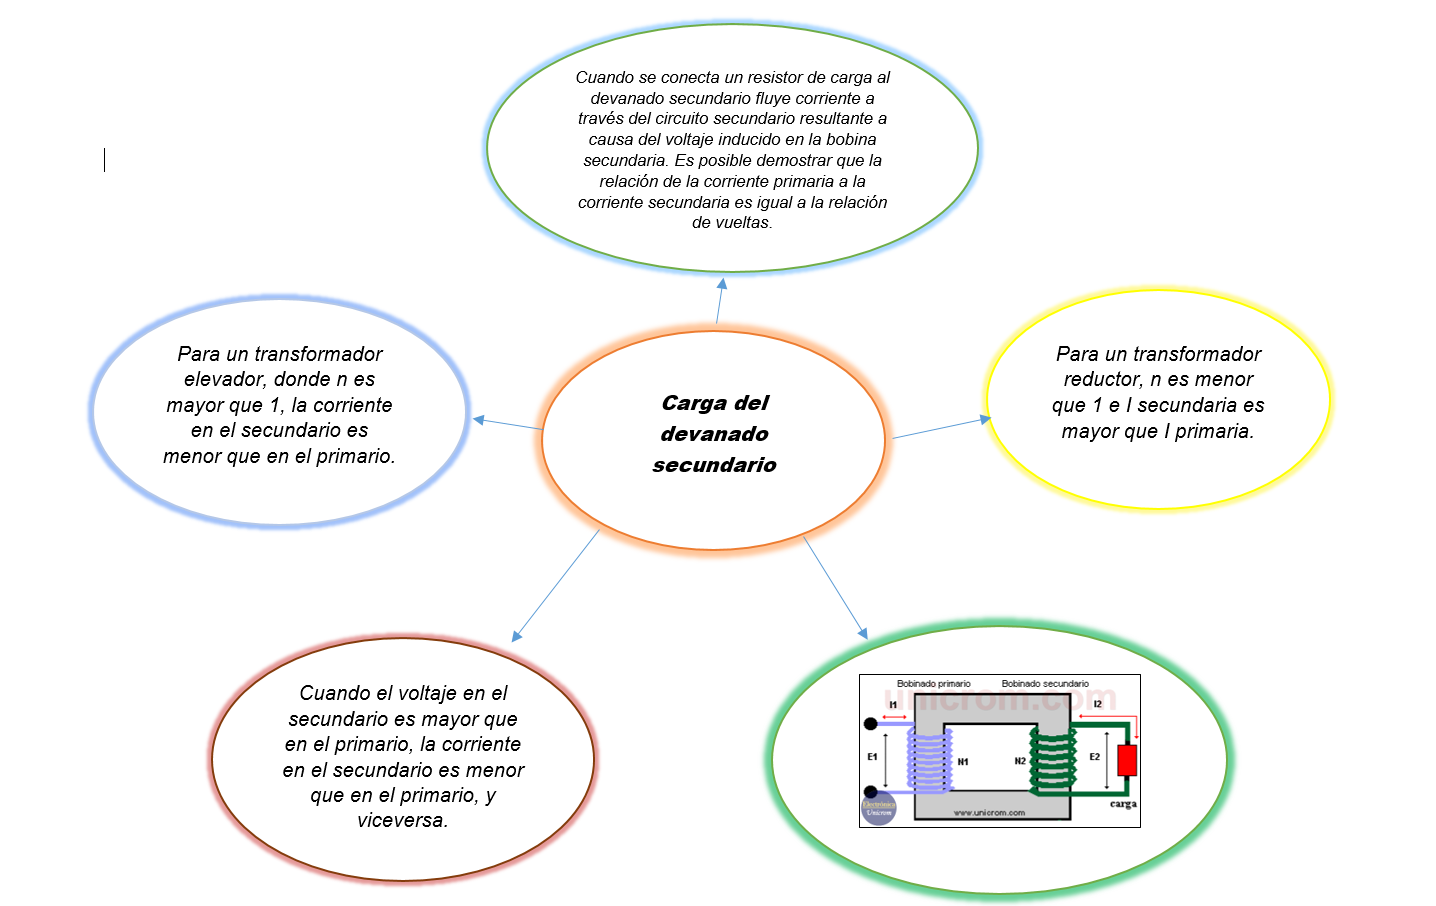 Cuando se conecta un resistor de carga al
devanado secundario fluye corriente a
través del circuito secundario resultante a
causa del voltaje inducido en la bobina
secundaria. Es posible demostrar que la
relación de la corriente primaria a la
corriente secundaria es igual a la relación
de vueltas.
Para un transformador
elevador, donde n es
mayor que 1, la corriente
en el secundario es
menor que en el primario.
Carga del
devanado
secundario
Para un transformador
reductor, n es menor
que 1 e I secundaria es
mayor que I primaria.
Cuando el voltaje en el
secundario es mayor que
en el primario, la corriente
en el secundario es menor
que en el primario, y
viceversa.
Bobinado primario Bobinado secundario
unicrom.com
I1 I2
E1 N1 N2 E2
carga
Electrónica
Unicrom
www.unicrom.com